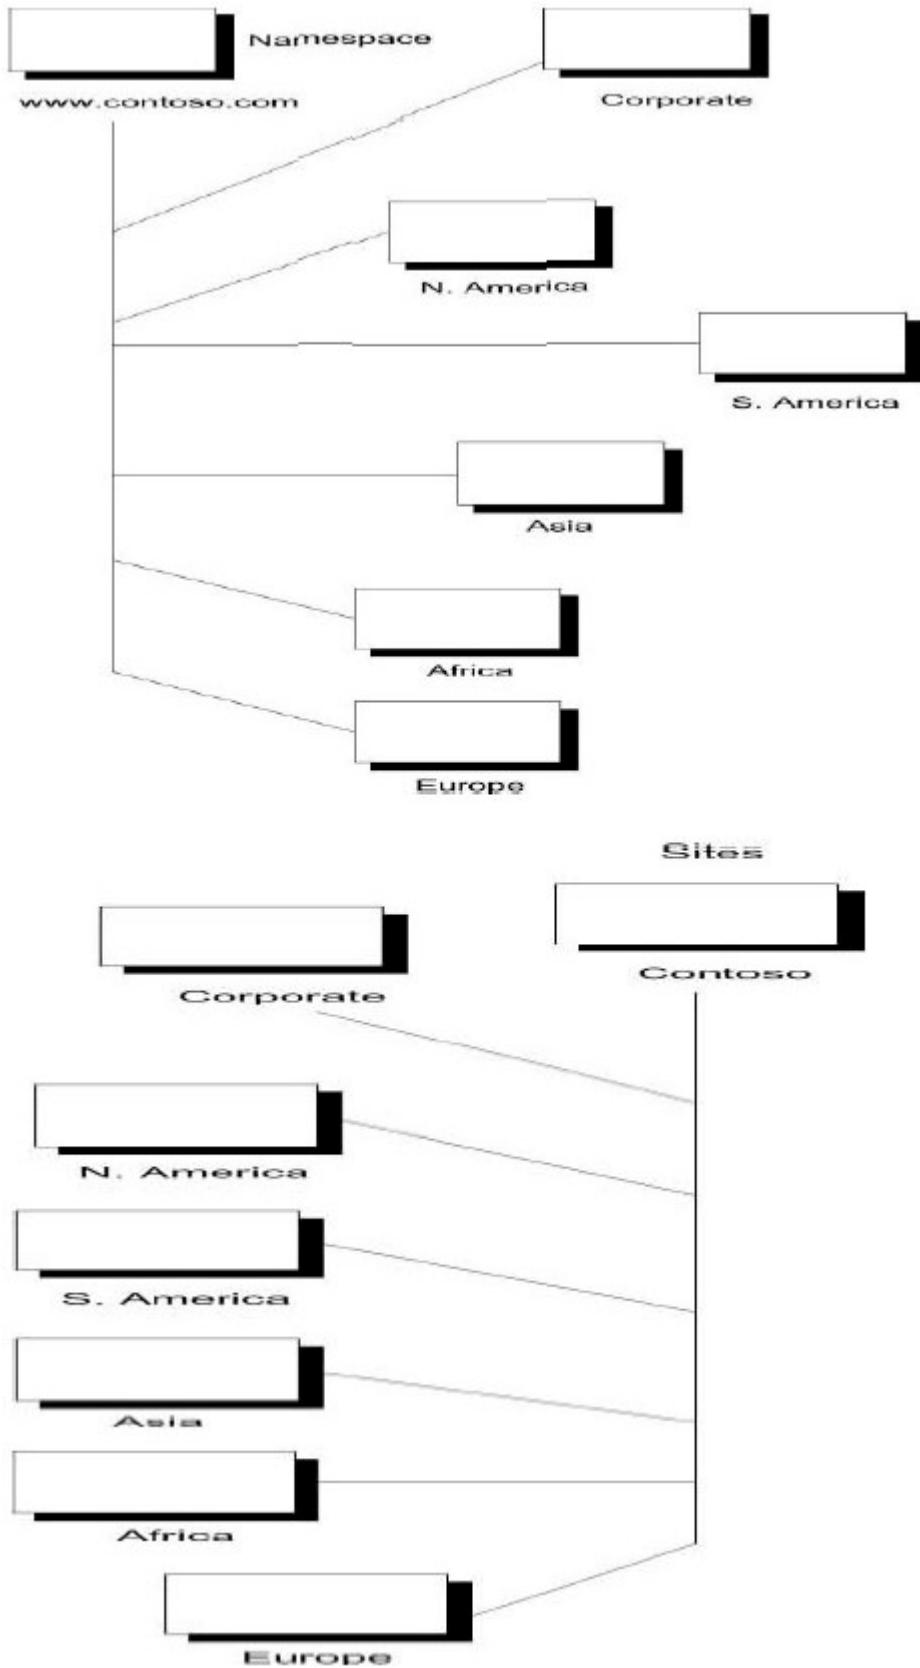 Namespace
www.contoso.com
Corporate
N. America
S. America
Asia
Africa
Europe
Sites
Contoso
Corporate
N. America
S. America
Asia
Africa
Europe